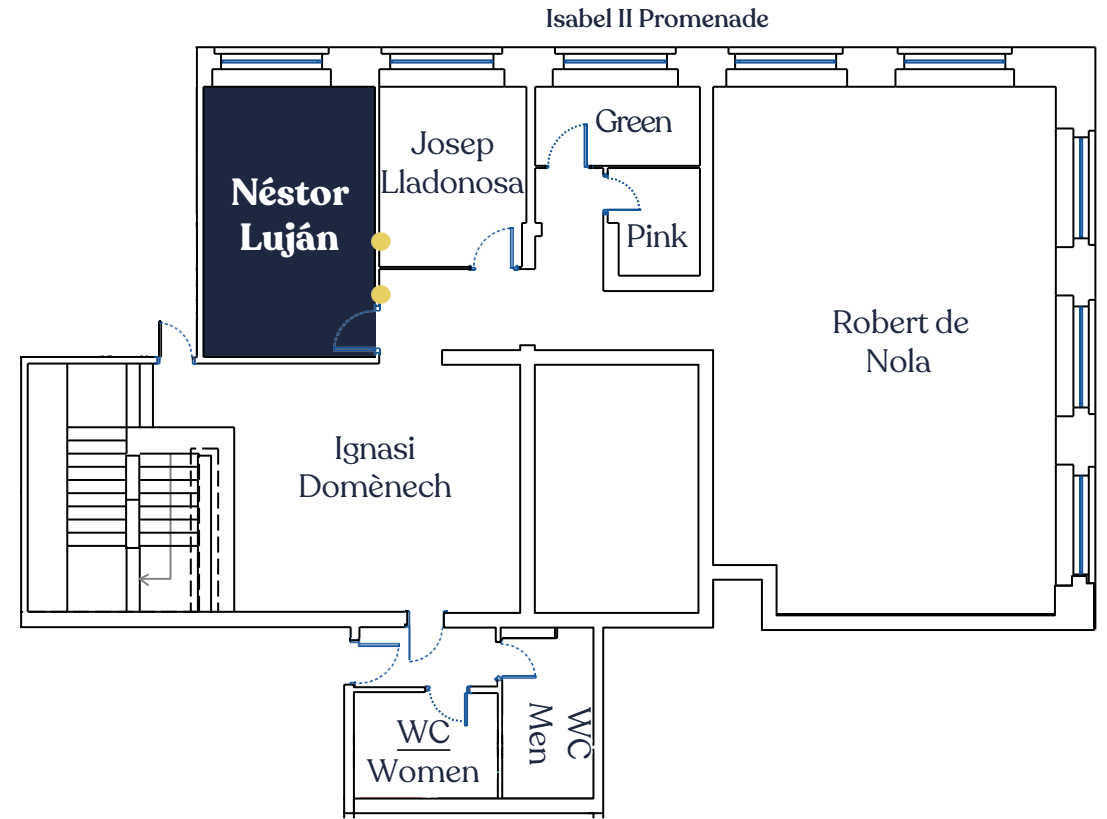 Isabel II Promenade
Néstor
Luján
Josep
Lladonosa
Green
Pink
Robert de
Nola
Ignasi
Domènech
WC
Women
WC
Men